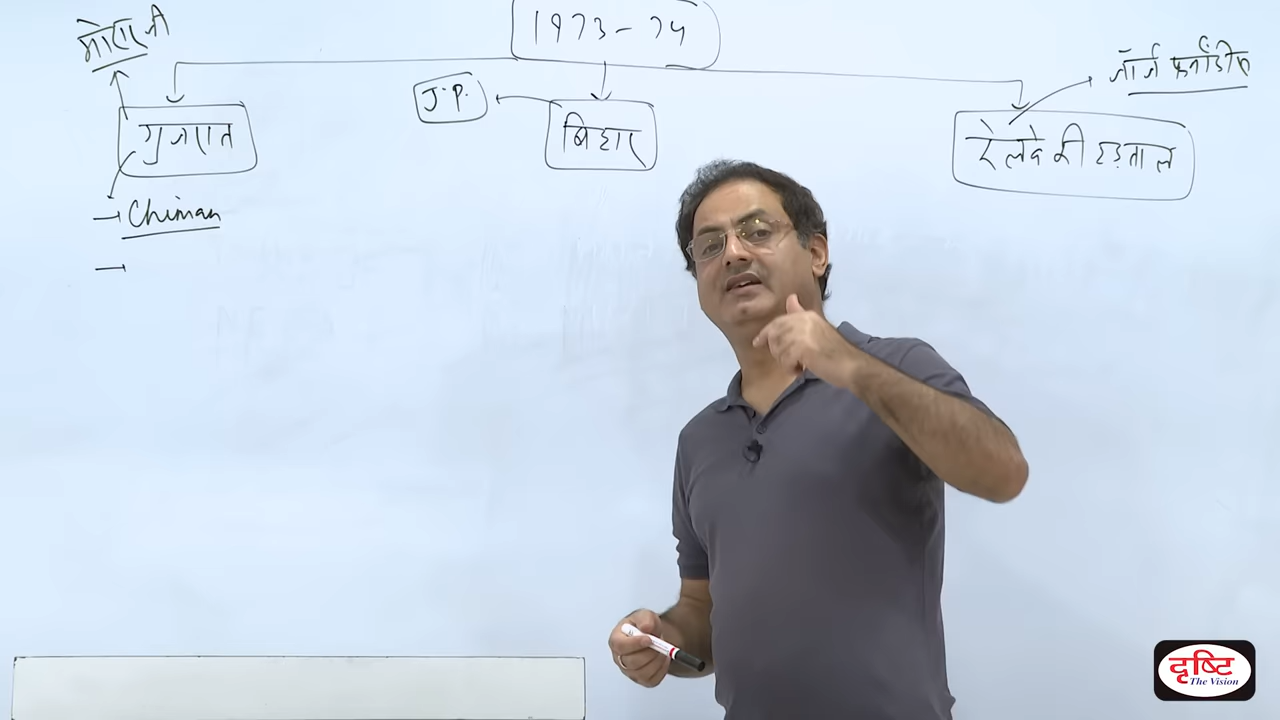 मोरारजी
1973-74
जॉर्ज फर्नांडीस
J.P.
गुजरात
बिहार
रेलवे की हड़ताल
→ Chiman
दृष्टि
The Vision